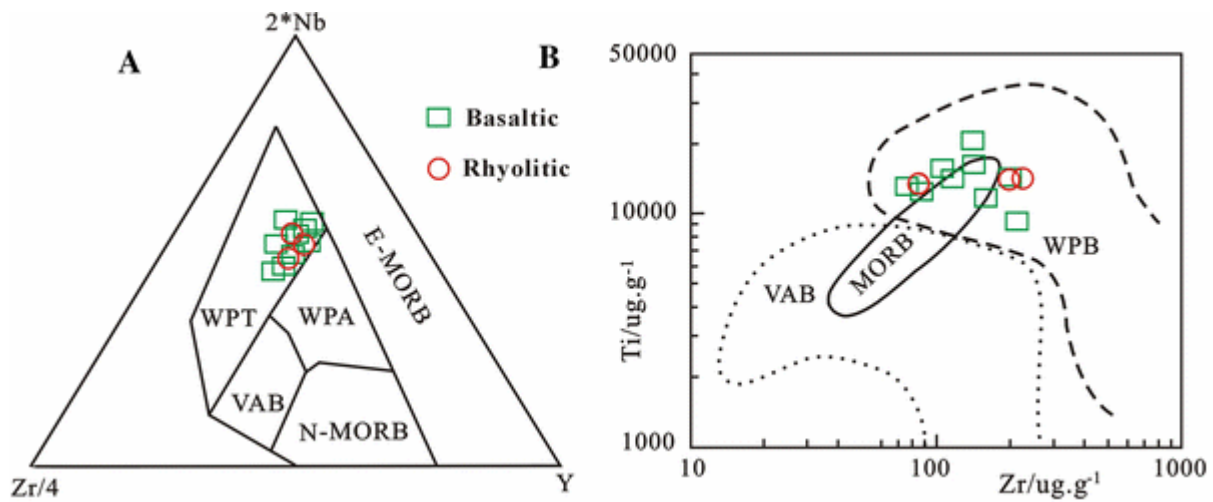 2*Nb
A
Basaltic
Rhyolitic
E-MORB
WPT
WPA
VAB
N-MORB
Zr/4
Y
B
50000
10000
1000
Ti/ug.g-1
VAB
MORB
WPB
10
100
1000
Zr/ug.g-1